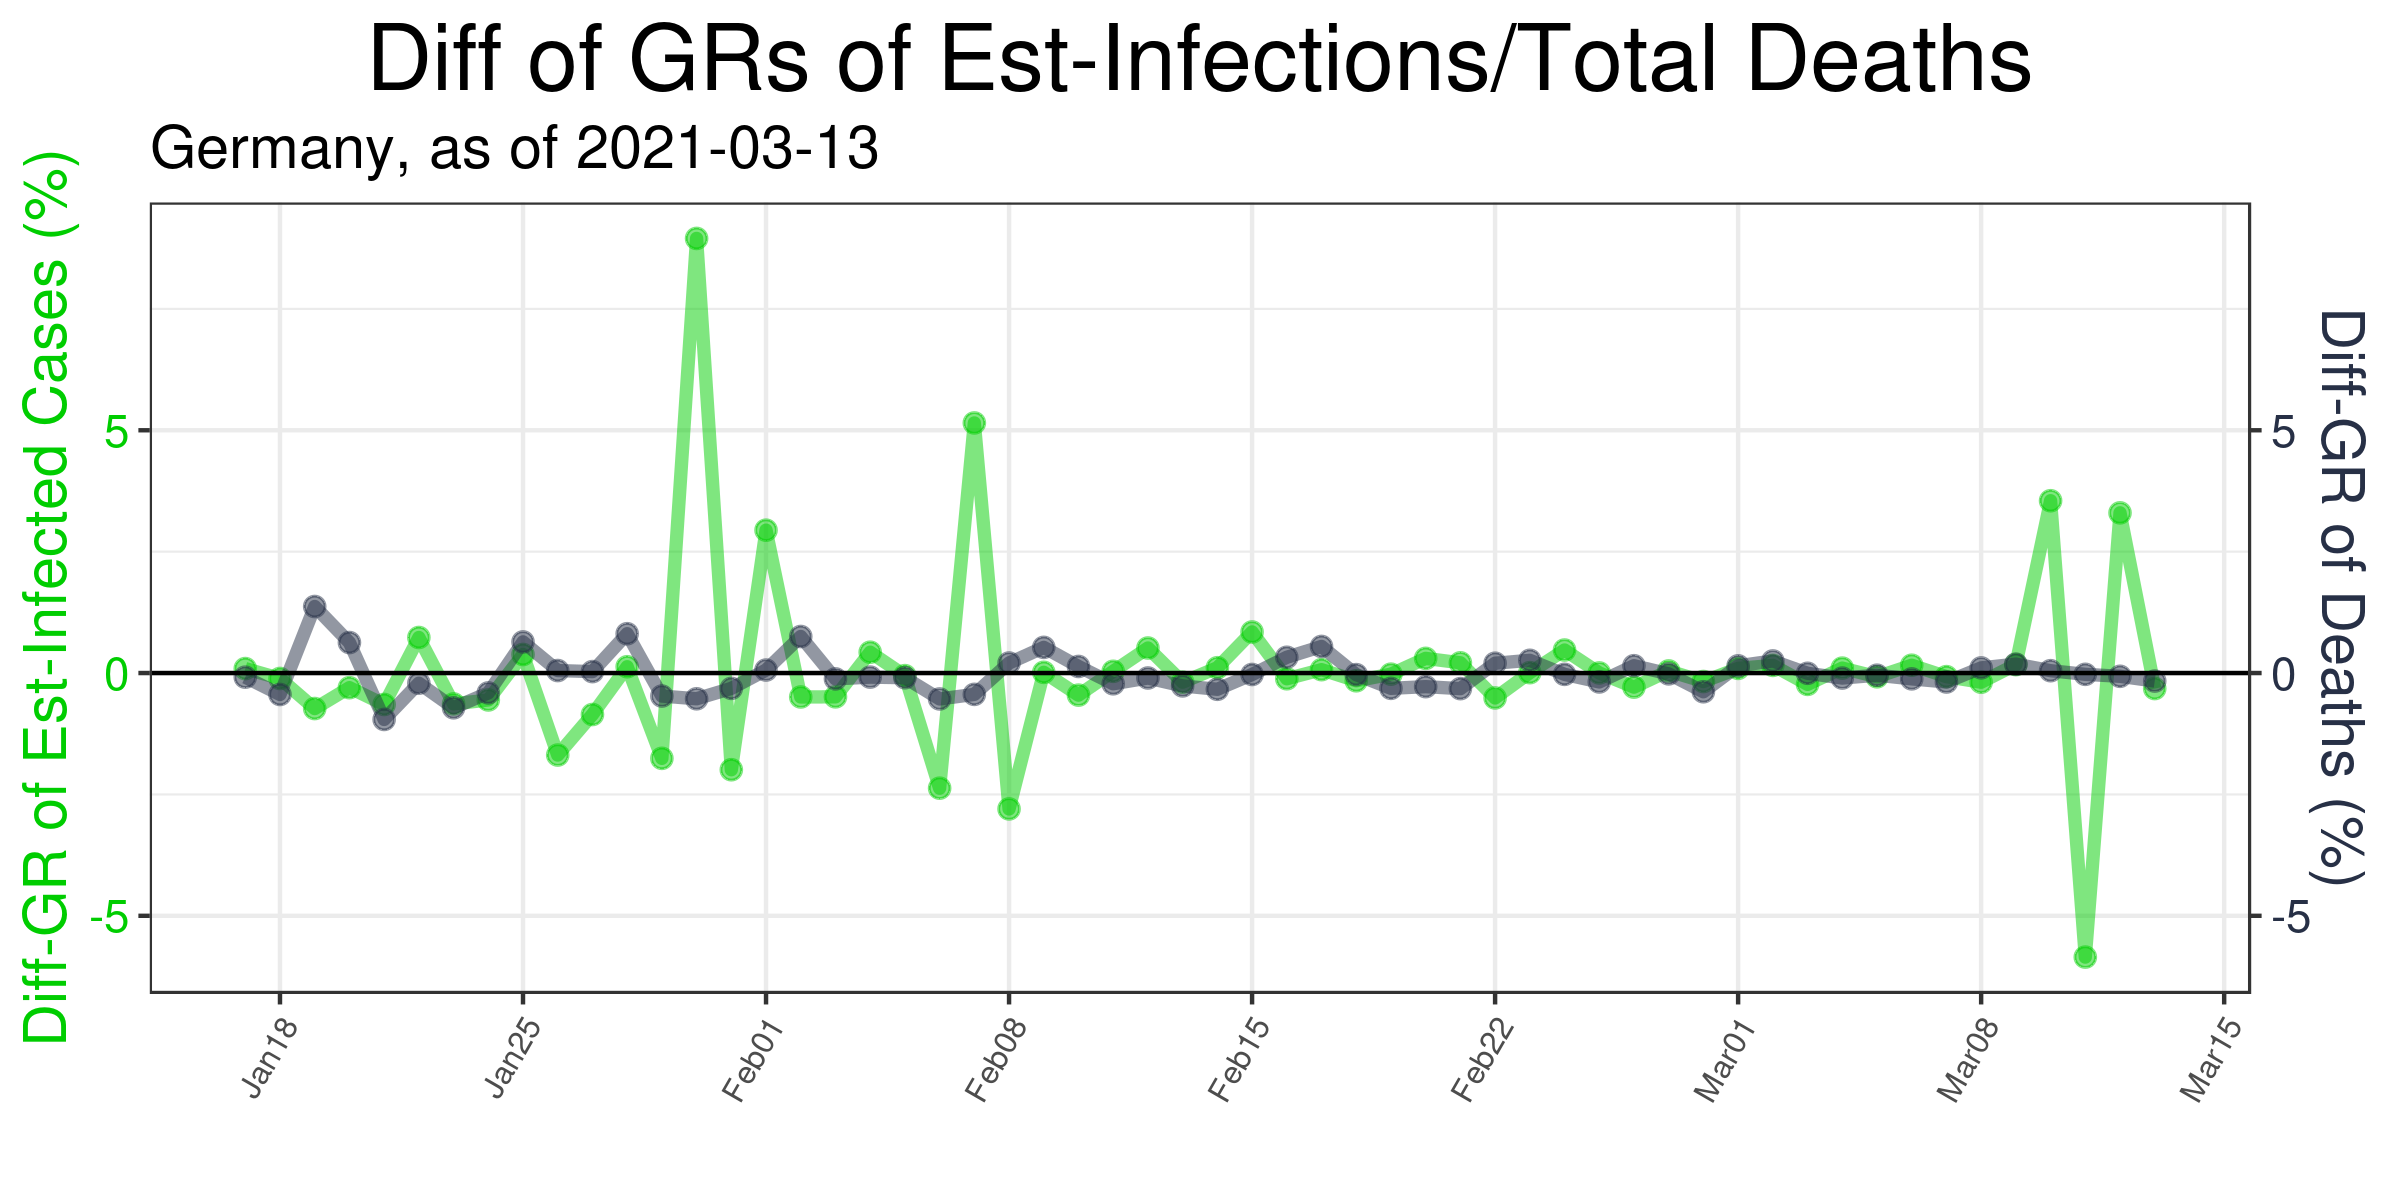 Diff of GRs of Est-Infections/Total Deaths
Germany, as of 2021-03-13
Diff-GR of Est-Infected Cases (%)
5
0
-5
5
0
-5
Diff-GR of Deaths (%)
Jan18
Jan25
Feb01
Feb08
Feb15
Feb22
Mar01
Mar08
Mar15